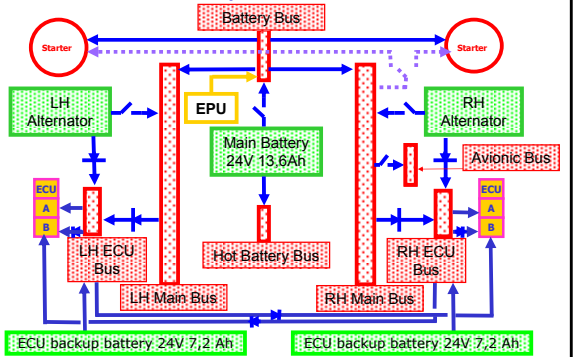 Battery Bus
Starter
Starter
EPU
LH
Alternator
RH
Alternator
Main Battery
24V 13,6Ah
Avionic Bus
ECU
A
B
ECU
A
B
LH ECU
Bus
Hot Battery Bus
RH ECU
Bus
LH Main Bus
RH Main Bus
ECU backup battery 24V 7,2 Ah
ECU backup battery 24V 7,2 Ah